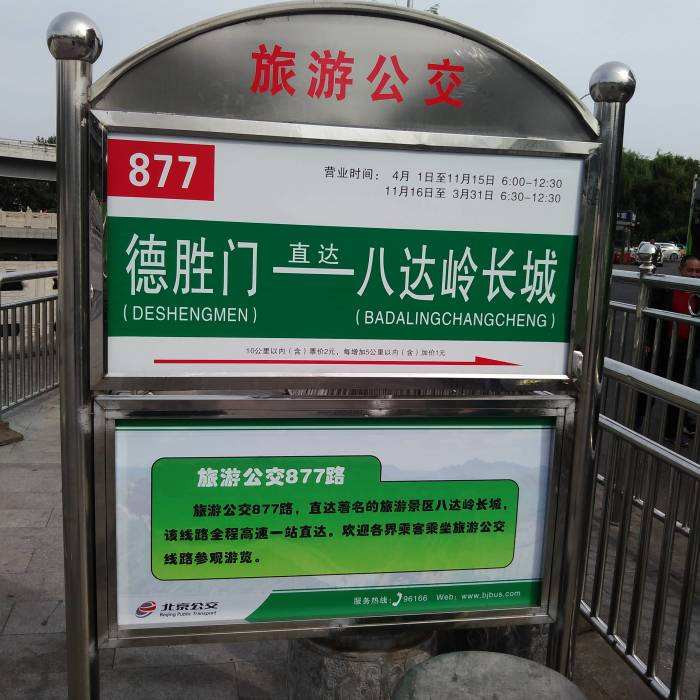 旅游公交
877
营业时间： 4月 1日至11月15日 6:00-12:30
11月16日至 3月31日 6:30-12:30
德胜门 直达 八达岭长城
(DESHENGMEN) (BADALINGCHANGCHENG)
10公里以内（含）票价2元，每增加5公里以内（含）加价1元
旅游公交877路
旅游公交877路，直达著名的旅游景区八达岭长城，
该线路全程高速一站直达。欢迎各界乘客乘坐旅游公交
线路参观游览。
北京公交
Beijing Public Transport
服务热线：96166 Web：www.bjbus.com